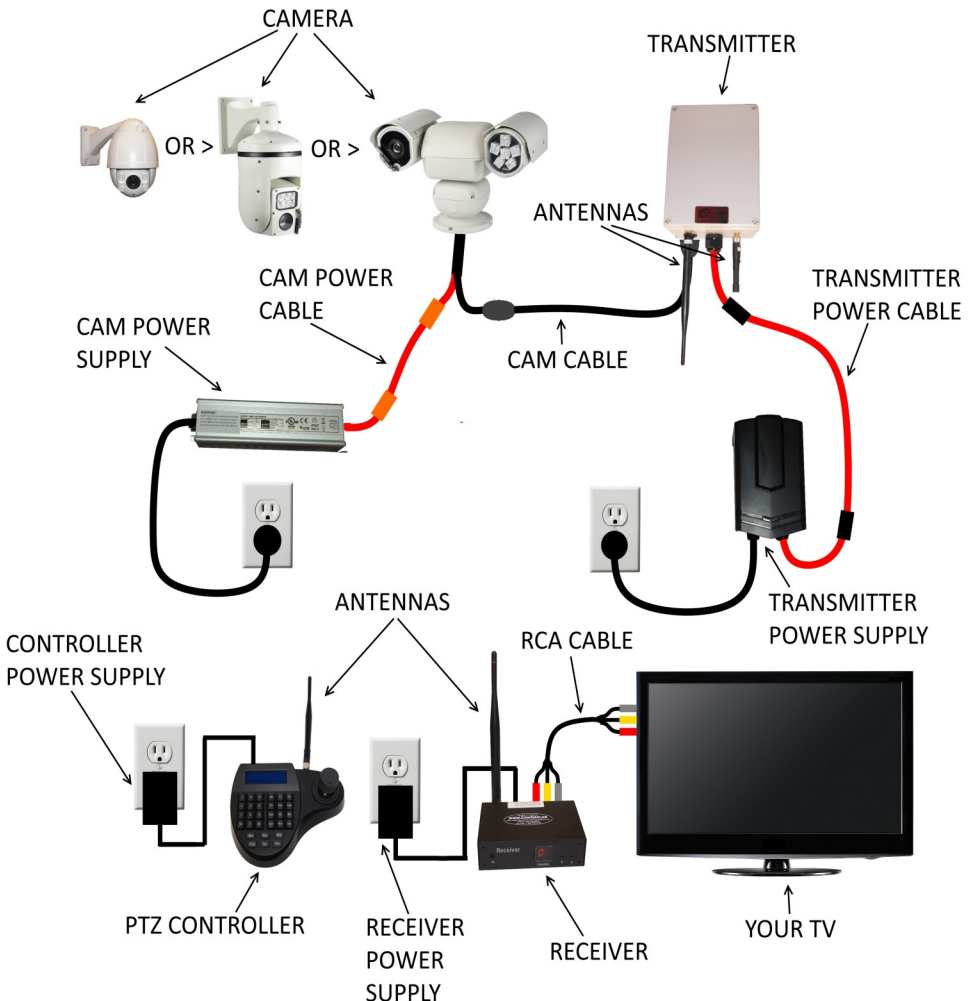 CAMERA
TRANSMITTER
OR >
OR >
ANTENNAS
CAM POWER
CABLE
TRANSMITTER
POWER CABLE
CAM POWER
SUPPLY
CAM CABLE
TRANSMITTER
POWER SUPPLY
ANTENNAS
RCA CABLE
CONTROLLER
POWER SUPPLY
Receiver
PTZ CONTROLLER
RECEIVER
POWER
SUPPLY
RECEIVER
YOUR TV